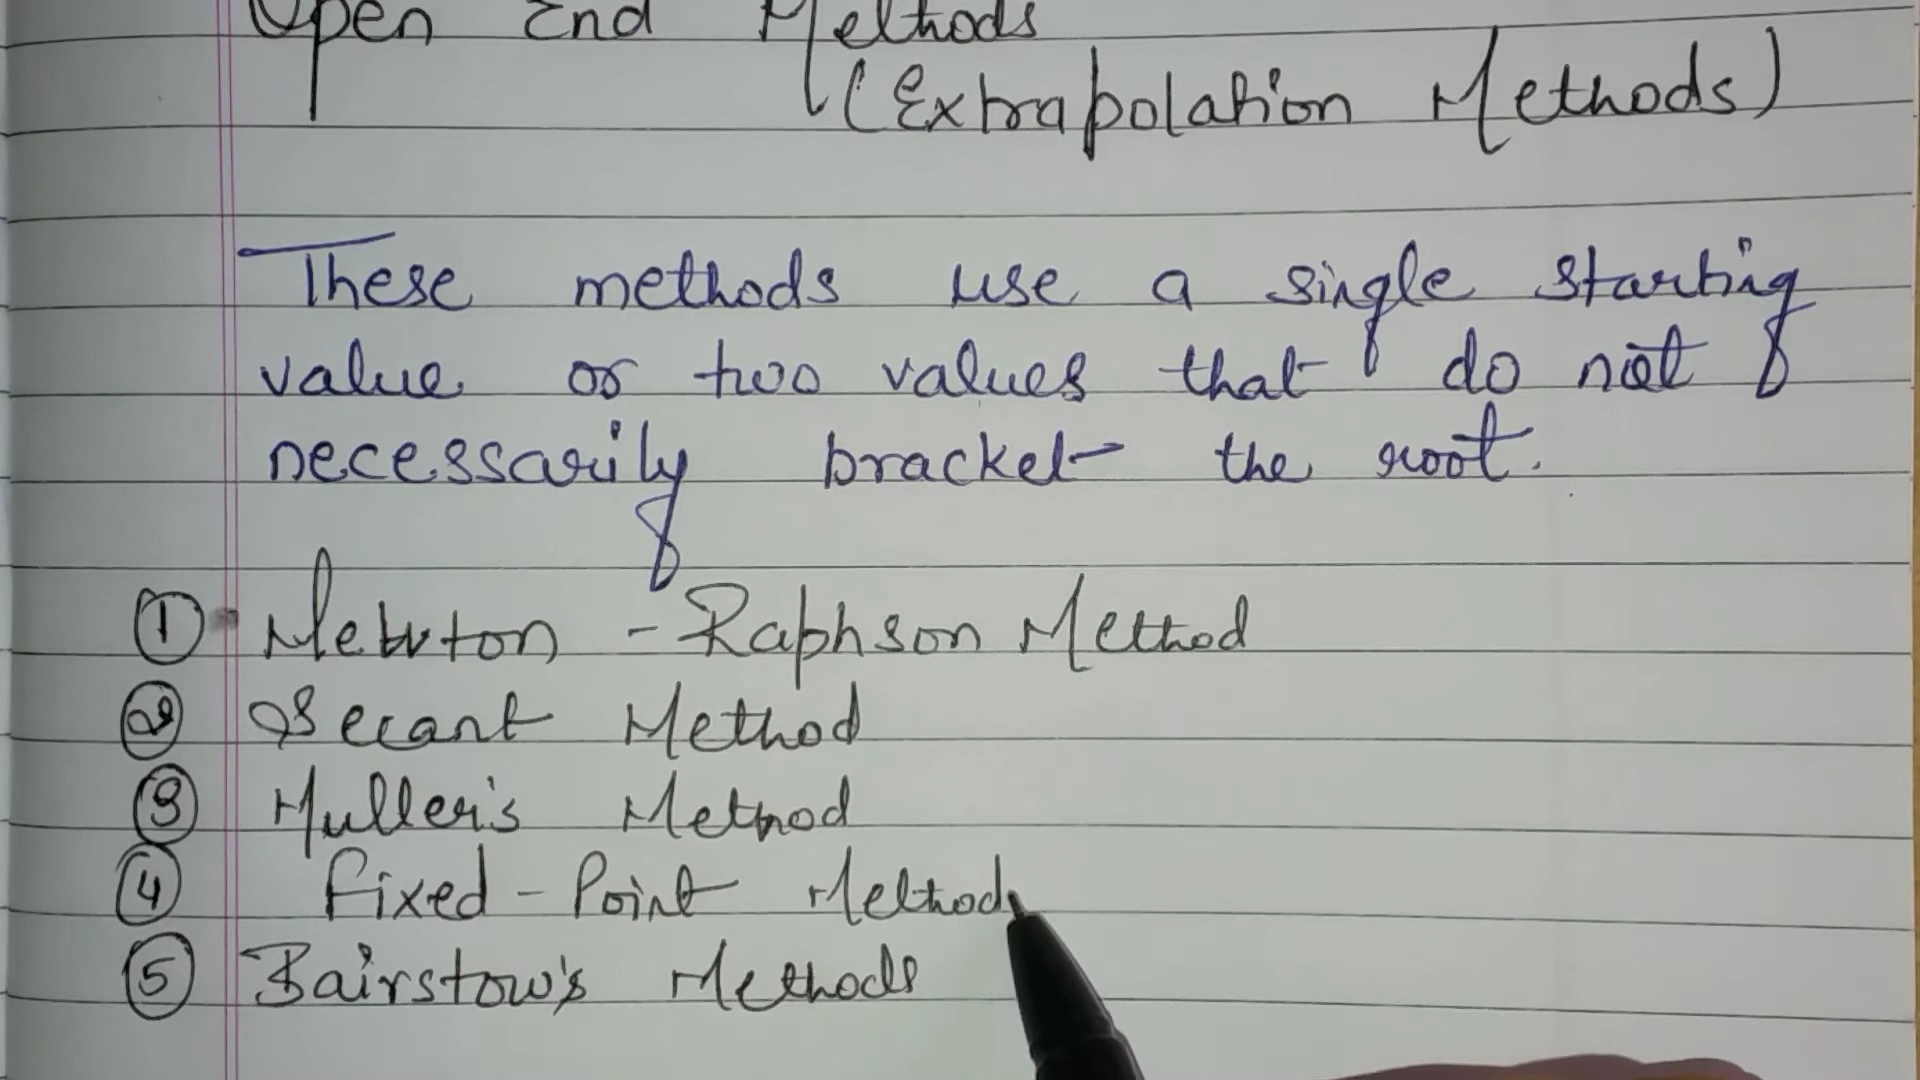 Open End Methods
(Extrapolation Methods)
These methods use a single starting
value or two values that do not
necessarily bracket the root.
1 Newton - Raphson Method
2 Secant Method
3 Muller's Method
4 Fixed - Point Method
5 Bairstow's Methods